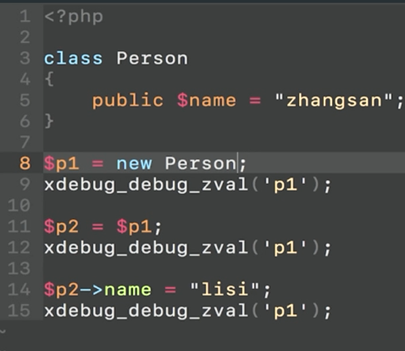 1 <?php
2
3 class Person
4 {
5     public $name = "zhangsan";
6 }
7
8 $p1 = new Person;
9 xdebug_debug_zval('p1');
10
11 $p2 = $p1;
12 xdebug_debug_zval('p1');
13
14 $p2->name = "lisi";
15 xdebug_debug_zval('p1');